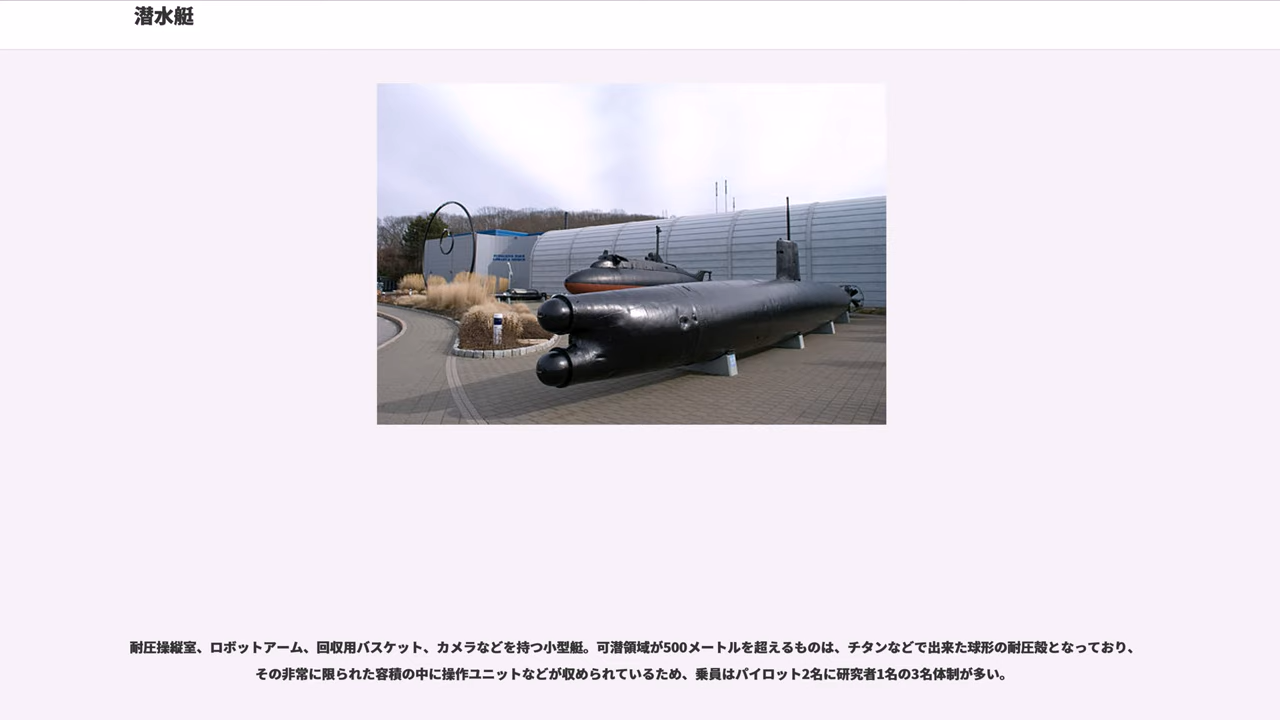 潜水艇
耐圧操縦室、ロボットアーム、回収用バスケット、カメラなどを持つ小型艇。可潜領域が500メートルを超えるものは、チタンなどで出来た球形の耐圧殻となっており、
その非常に限られた容積の中に操作ユニットなどが収められているため、乗員はパイロット2名に研究者1名の3名体制が多い。